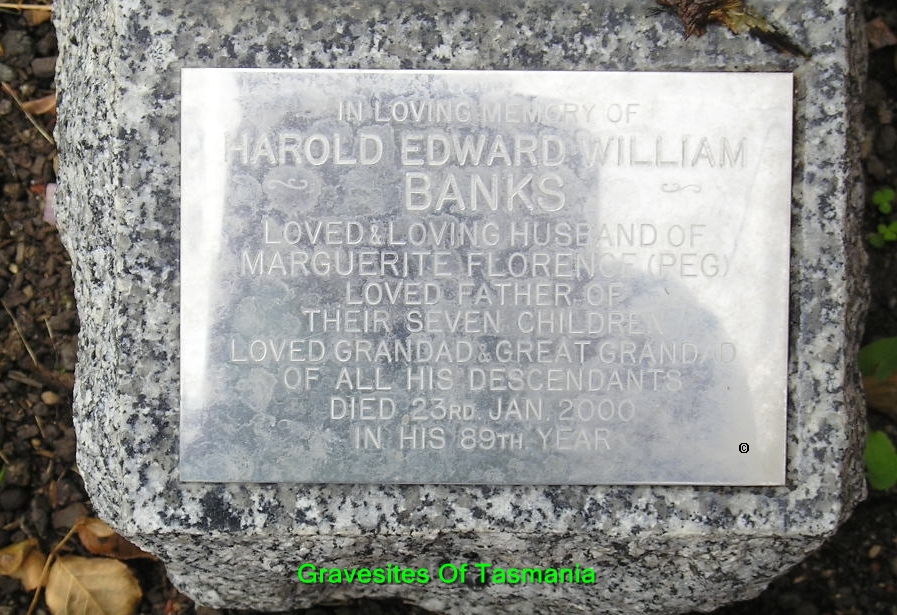 IN LOVING MEMORY OF
HAROLD EDWARD WILLIAM
BANKS
LOVED & LOVING HUSBAND OF
MARGUERITE FLORENCE (PEG)
LOVED FATHER OF
THEIR SEVEN CHILDREN
LOVED GRANDAD & GREAT GRANDAD
OF ALL HIS DESCENDANTS
DIED 23RD. JAN. 2000
IN HIS 89TH YEAR
©
Gravesites Of Tasmania